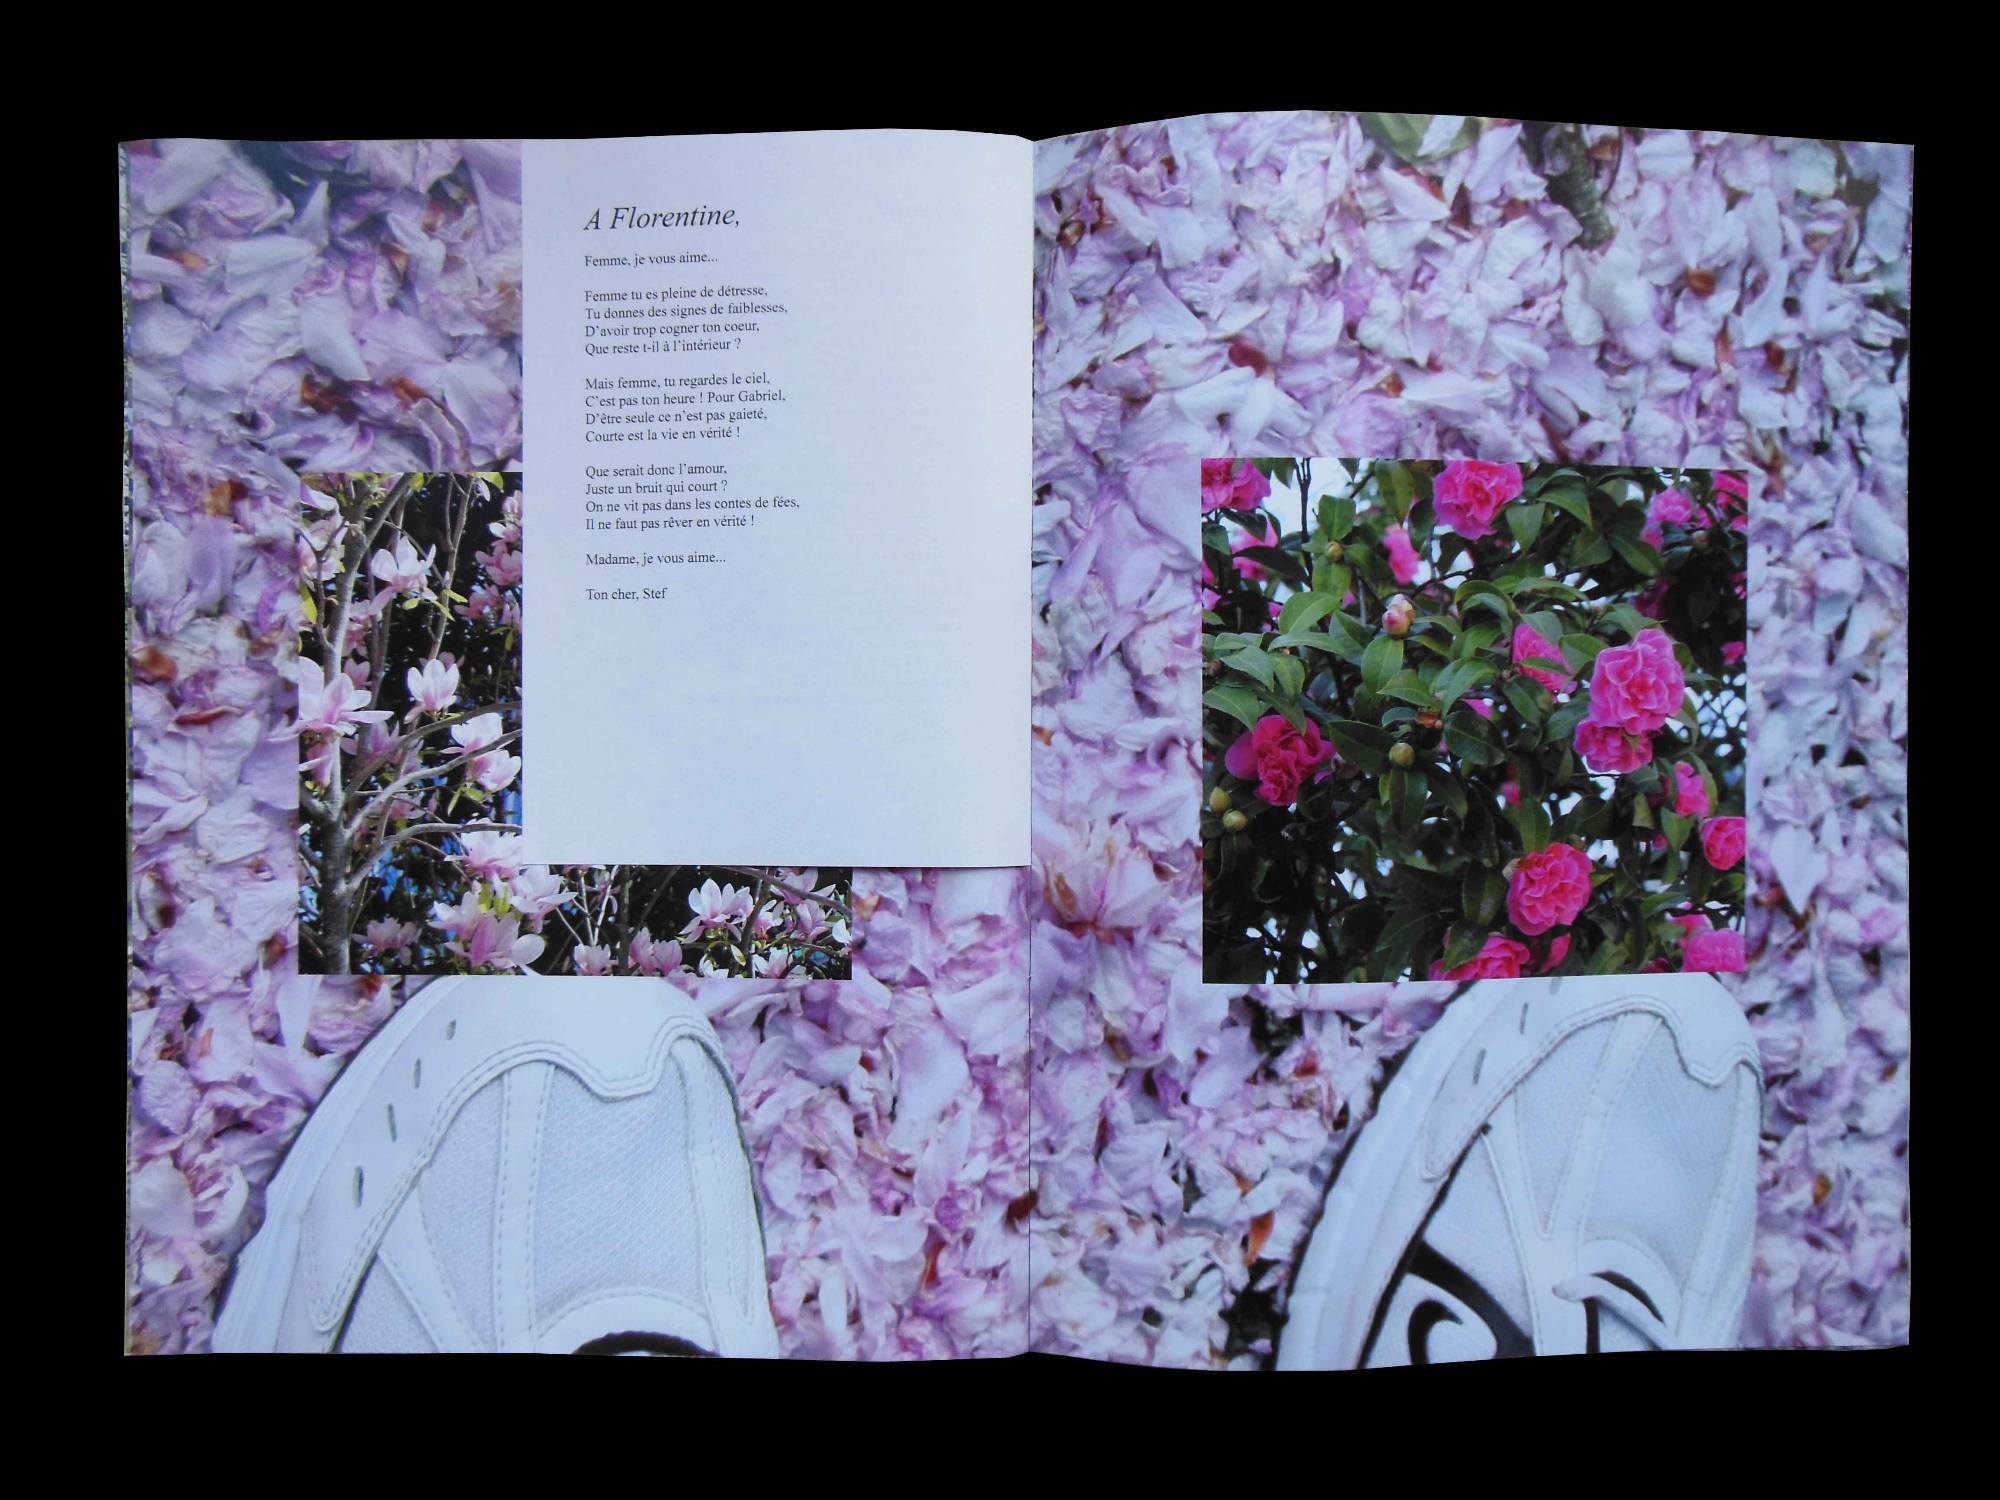 A Florentine,
Femme, je vous aime...
Femme tu es pleine de détresse,
Tu donnes des signes de faiblesses,
D'avoir trop cogner ton coeur,
Que reste t-il à l'intérieur ?
Mais femme, tu regardes le ciel,
C'est pas ton heure ! Pour Gabriel,
D'être seule ce n'est pas gaieté,
Courte est la vie en vérité !
Que serait donc l'amour,
Juste un bruit qui court ?
On ne vit pas dans les contes de fées,
Il ne faut pas rêver en vérité !
Madame, je vous aime...
Ton cher, Stef